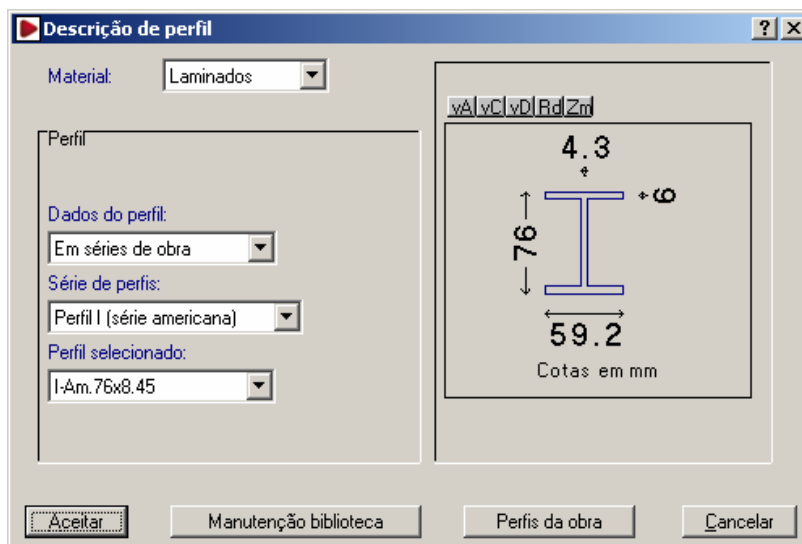 Descrição de perfil
Material:
Laminados
Perfil
Dados do perfil:
Em séries de obra
Série de perfis:
Perfil I (série americana)
Perfil selecionado:
I-Am.76x8.45
vA vC vD Rd Zm
4.3
6
76
59.2
Cotas em mm
Aceitar
Manutenção biblioteca
Perfis da obra
Cancelar